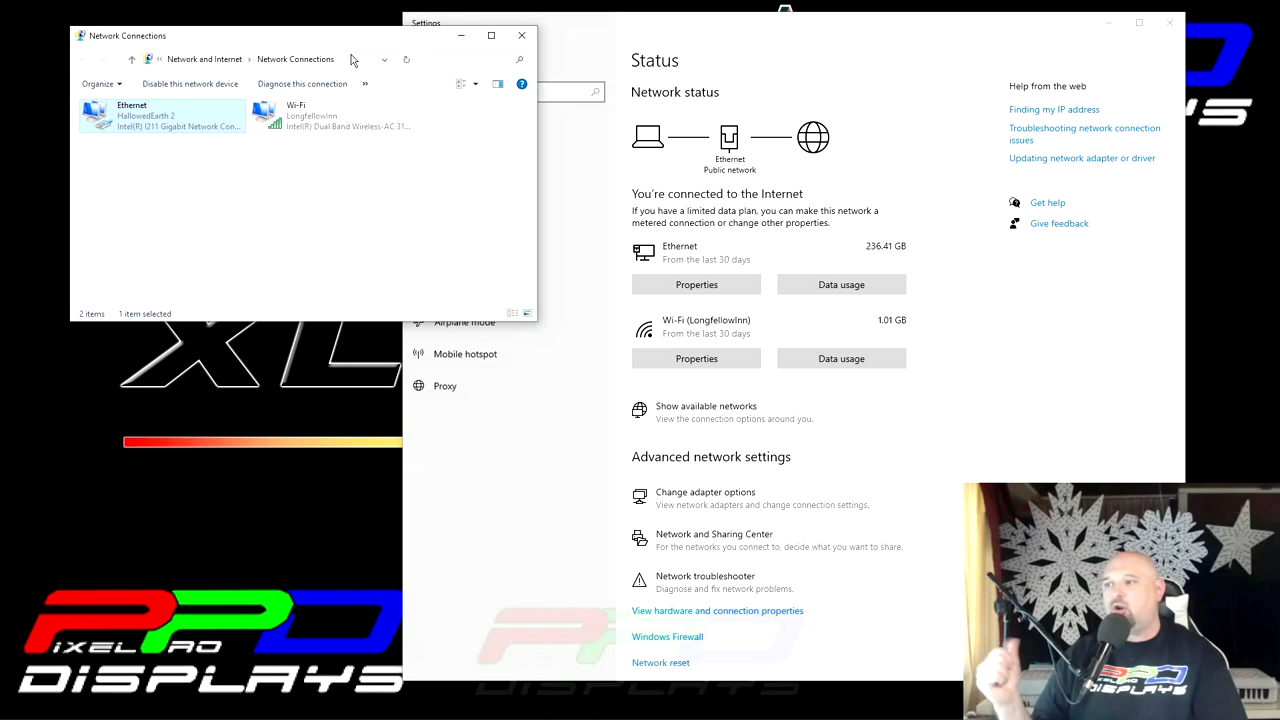 Network Connections
Network and Internet
Network Connections
Organize
Disable this network device
Diagnose this connection
»
Ethernet
HallowedEarth 2
Intel(R) I211 Gigabit Network Con...
Wi-Fi
LongfellowInn
Intel(R) Dual Band Wireless-AC 31...
2 items
1 item selected
Settings
Airplane mode
Mobile hotspot
Proxy
Status
Network status
Ethernet
Public network
You're connected to the Internet
If you have a limited data plan, you can make this network a
metered connection or change other properties.
Ethernet
236.41 GB
From the last 30 days
Properties
Data usage
Wi-Fi (LongfellowInn)
1.01 GB
From the last 30 days
Properties
Data usage
Show available networks
View the connection options around you.
Advanced network settings
Change adapter options
View network adapters and change connection settings.
Network and Sharing Center
For the networks you connect to, decide what you want to share.
Network troubleshooter
Diagnose and fix network problems.
View hardware and connection properties
Windows Firewall
Network reset
Help from the web
Finding my IP address
Troubleshooting network connection
issues
Updating network adapter or driver
Get help
Give feedback
PPD
IXEL RO
DISPLAYS
PPD
DISPLAYS